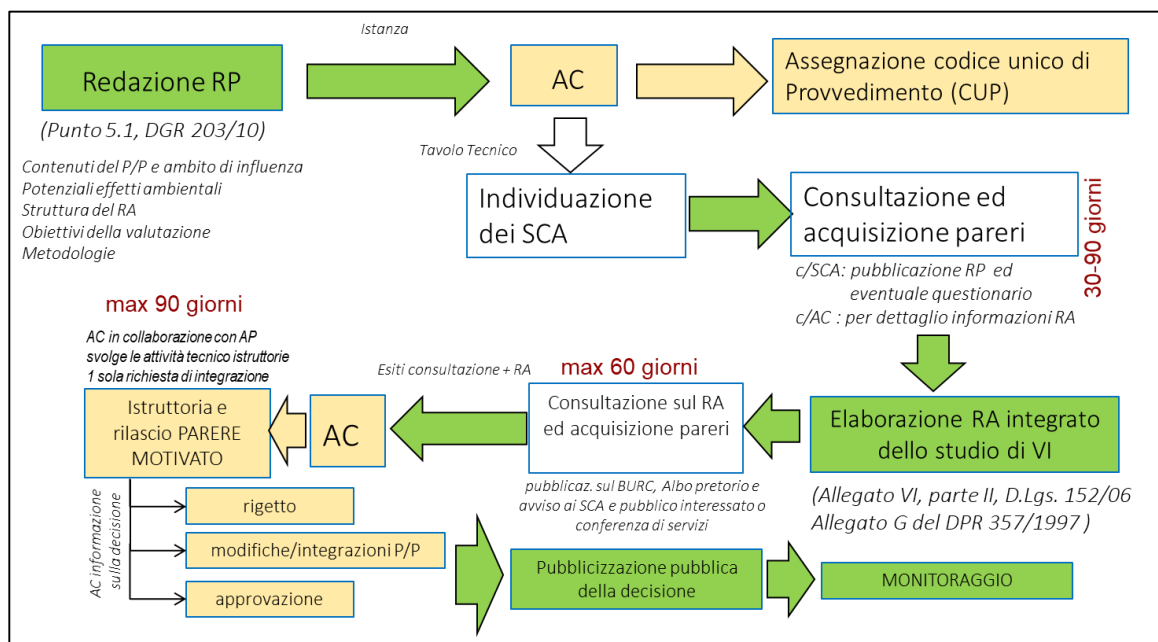 Istanza
Redazione RP
AC
Assegnazione codice unico di
Provvedimento (CUP)
(Punto 5.1, DGR 203/10)
Contenuti del P/P e ambito di influenza
Potenziali effetti ambientali
Struttura del RA
Obiettivi della valutazione
Metodologie
Tavolo Tecnico
Individuazione
dei SCA
Consultazione ed
acquisizione pareri
30-90 giorni
c/SCA: pubblicazione RP ed
eventuale questionario
c/AC : per dettaglio informazioni RA
max 90 giorni
AC in collaborazione con AP
svolge le attività tecnico istruttorie
1 sola richiesta di integrazione
Esiti consultazione + RA
max 60 giorni
Istruttoria e
rilascio PARERE
MOTIVATO
AC
Consultazione sul RA
ed acquisizione pareri
Elaborazione RA integrato
dello studio di VI
pubblicaz. sul BURC, Albo pretorio e
avviso ai SCA e pubblico interessato o
conferenza di servizi
(Allegato VI, parte II, D.Lgs. 152/06
Allegato G del DPR 357/1997 )
AC informazione
sulla decisione
rigetto
modifiche/integrazioni P/P
approvazione
Pubblicizzazione pubblica
della decisione
MONITORAGGIO